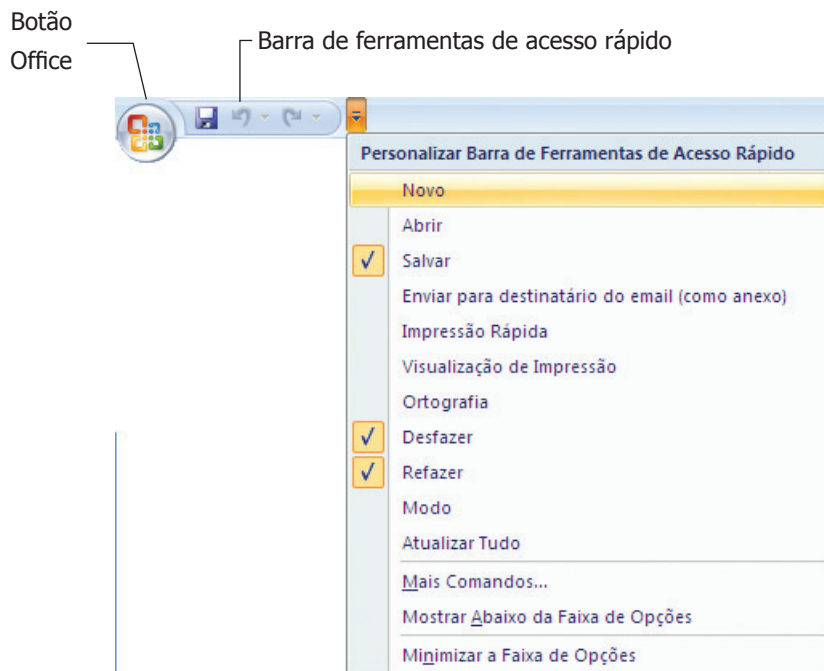 Botão
Office
Barra de ferramentas de acesso rápido
Personalizar Barra de Ferramentas de Acesso Rápido
Novo
Abrir
Salvar
Enviar para destinatário do email (como anexo)
Impressão Rápida
Visualização de Impressão
Ortografia
Desfazer
Refazer
Modo
Atualizar Tudo
Mais Comandos...
Mostrar Abaixo da Faixa de Opções
Minimizar a Faixa de Opções